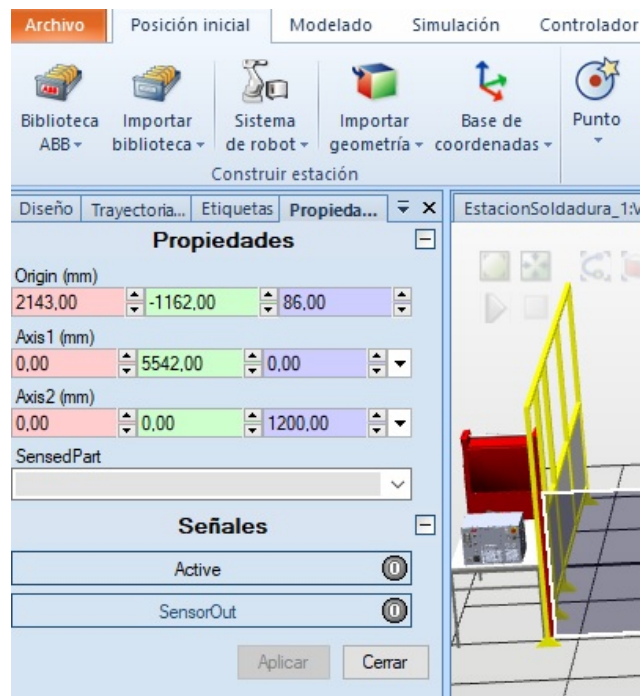 Archivo Posición inicial Modelado Simulación Controlador
Biblioteca ABB Importar biblioteca Sistema de robot Importar geometría Base de coordenadas Punto
Construir estación
Diseño Trayectoria... Etiquetas Propieda... EstacionSoldadura_1:V
Propiedades
Origin (mm)
2143,00 -1162,00 86,00
Axis1 (mm)
0,00 5542,00 0,00
Axis2 (mm)
0,00 0,00 1200,00
SensedPart
Señales
Active 0
SensorOut 0
Aplicar Cerrar